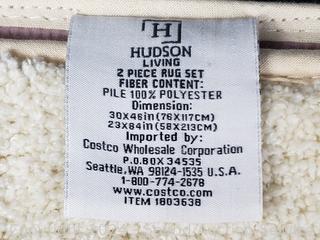 H
HUDSON
LIVING
2 PIECE RUG SET
FIBER CONTENT:
PILE 100% POLYESTER
Dimension:
30X46in(76X117CM)
23X84in(58X213CM)
Imported by:
Costco Wholesale Corporation
P.O.BOX 34535
Seattle,WA 98124-1535 U.S.A.
1-800-774-2678
www.costco.com
ITEM 1803638